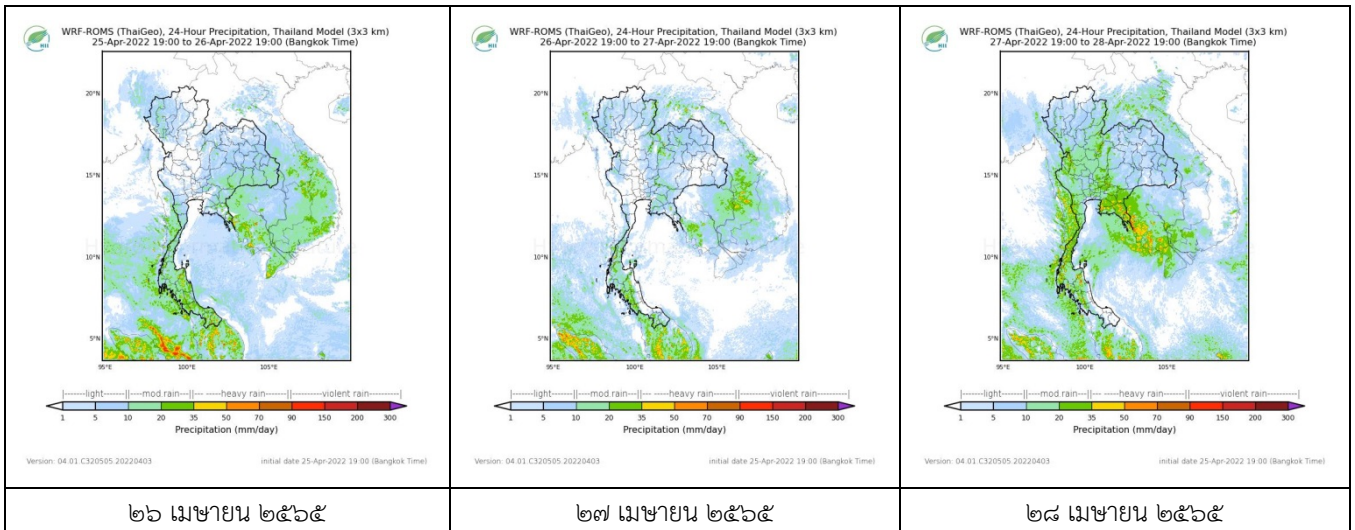 WRF-ROMS (ThaiGeo), 24-Hour Precipitation, Thailand Model (3x3 km)
25-Apr-2022 19:00 to 26-Apr-2022 19:00 (Bangkok Time)
20°N
15°N
10°N
5°N
95°E 100°E 105°E
|-------light------||---mod.rain---||--- -heavy rain----||--------violent rain-------|
1 5 10 20 35 50 70 90 150 200 300
Precipitation (mm/day)
Version: 04.01.C320505.20220403 initial date 25-Apr-2022 19:00 (Bangkok Time)
๒๖ เมษายน ๒๕๖๕
WRF-ROMS (ThaiGeo), 24-Hour Precipitation, Thailand Model (3x3 km)
26-Apr-2022 19:00 to 27-Apr-2022 19:00 (Bangkok Time)
20°N
15°N
10°N
5°N
95°E 100°E 105°E
|-------light------||---mod.rain---||--- -heavy rain----||--------violent rain-------|
1 5 10 20 35 50 70 90 150 200 300
Precipitation (mm/day)
Version: 04.01.C320505.20220403 initial date 25-Apr-2022 19:00 (Bangkok Time)
๒๗ เมษายน ๒๕๖๕
WRF-ROMS (ThaiGeo), 24-Hour Precipitation, Thailand Model (3x3 km)
27-Apr-2022 19:00 to 28-Apr-2022 19:00 (Bangkok Time)
20°N
15°N
10°N
5°N
95°E 100°E 105°E
|-------light------||---mod.rain---||--- -heavy rain----||--------violent rain-------|
1 5 10 20 35 50 70 90 150 200 300
Precipitation (mm/day)
Version: 04.01.C320505.20220403 initial date 25-Apr-2022 19:00 (Bangkok Time)
๒๘ เมษายน ๒๕๖๕